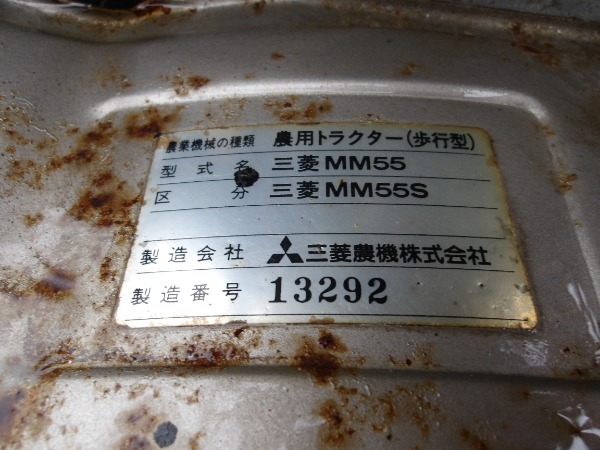 農業機械の種類 農用トラクター(歩行型)
型式名 三菱MM55
区分 三菱MM55S
製造会社 三菱農機株式会社
製造番号 13292